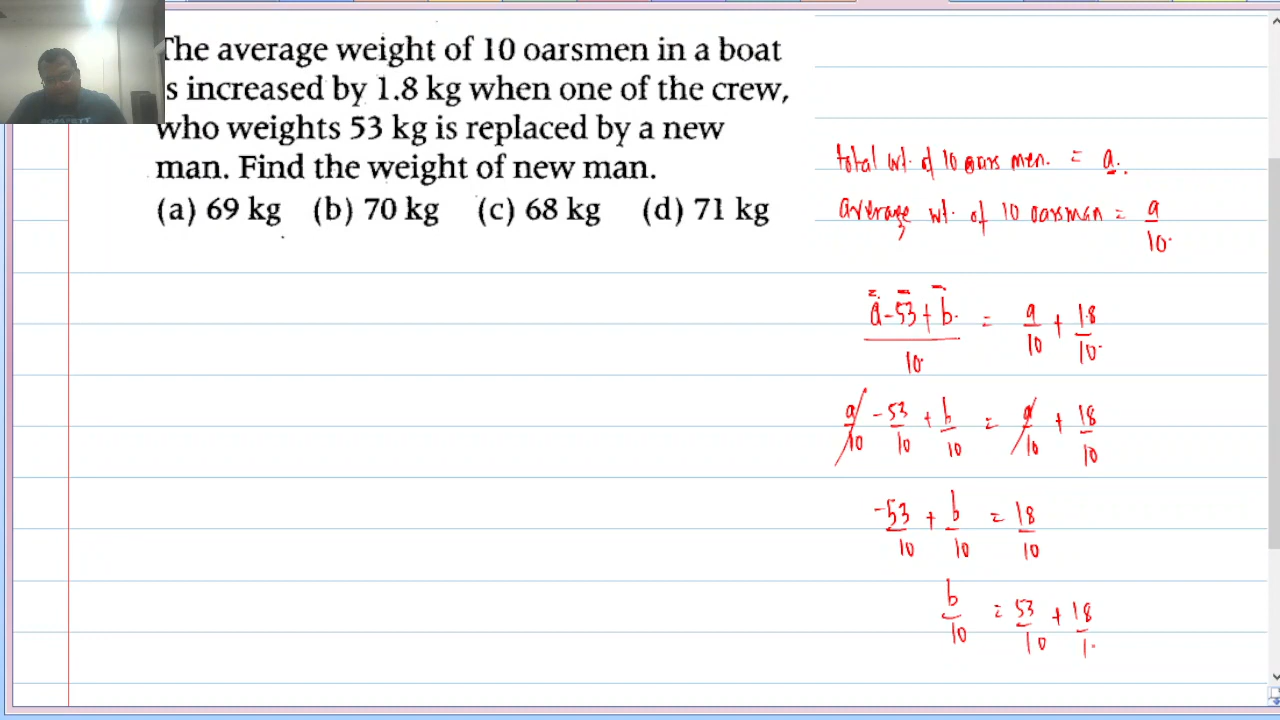 The average weight of 10 oarsmen in a boat
is increased by 1.8 kg when one of the crew,
who weights 53 kg is replaced by a new
man. Find the weight of new man.
(a) 69 kg (b) 70 kg (c) 68 kg (d) 71 kg
total wt. of 10 oars men. = a.
average wt. of 10 oarsman = a/10.
(a - 53 + b)/10 = a/10 + 18/10
a/10 - 53/10 + b/10 = a/10 + 18/10
-53/10 + b/10 = 18/10
b/10 = 53/10 + 18/1